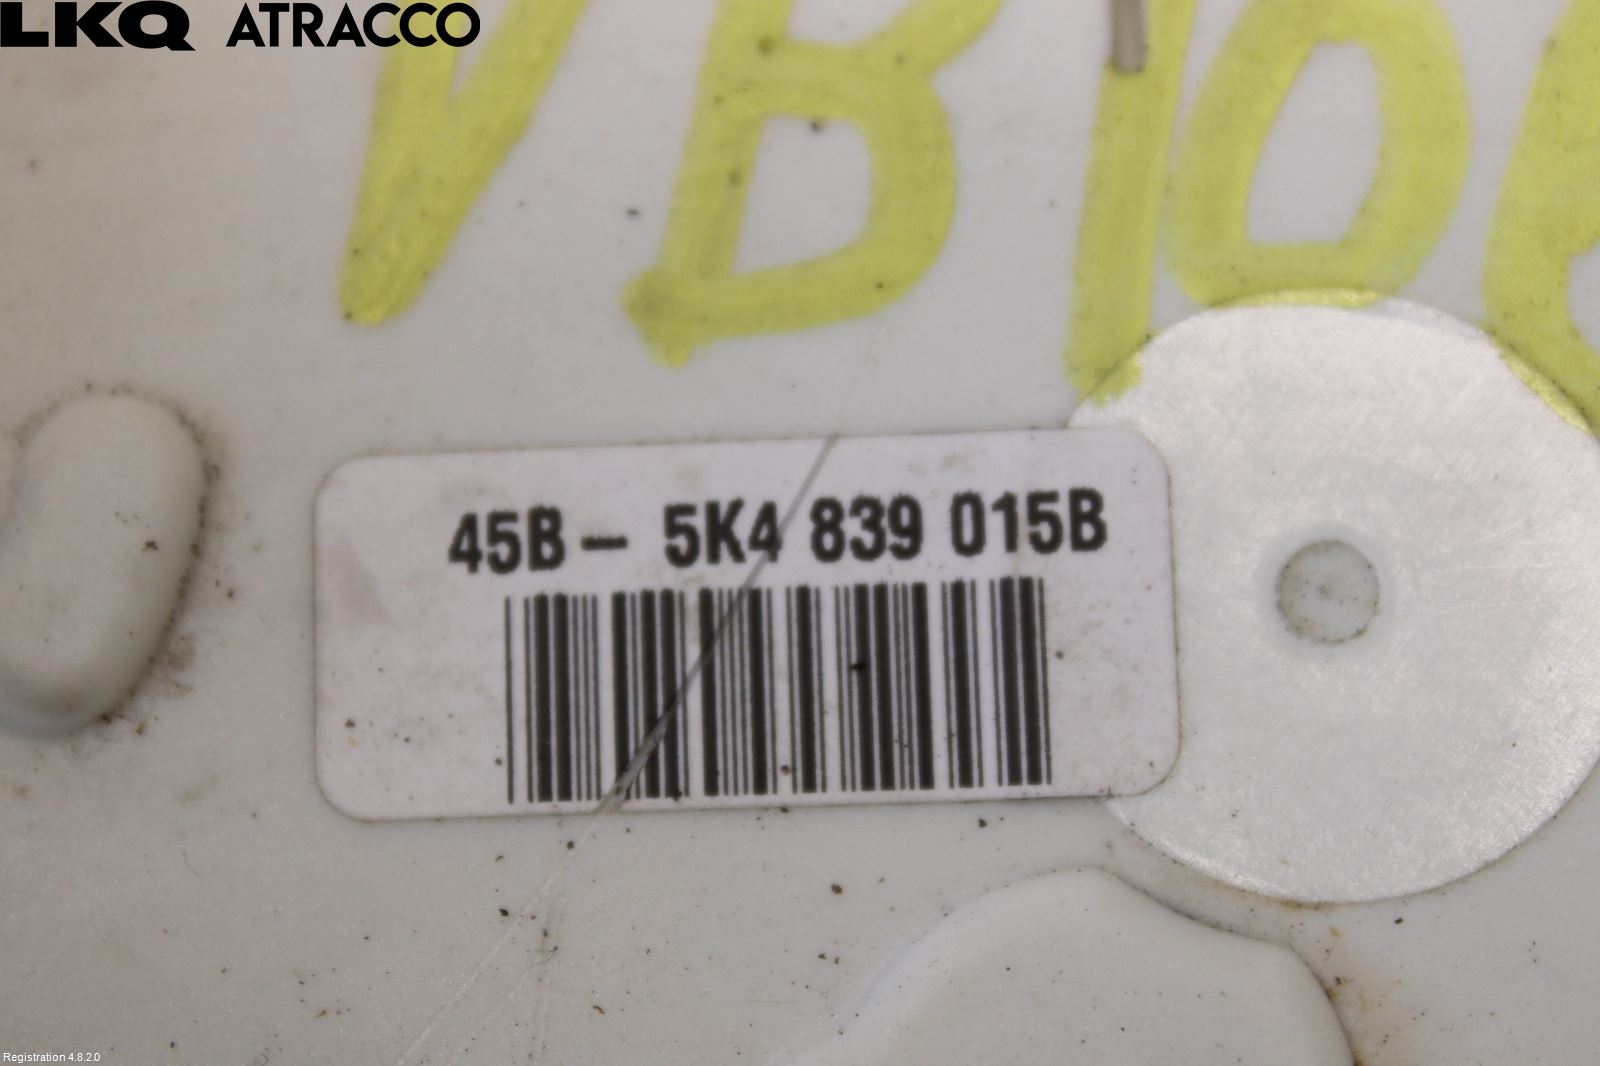 LKQ ATRACCO
VB10
45B- 5K4 839 015B
Registration 4.8.2.0